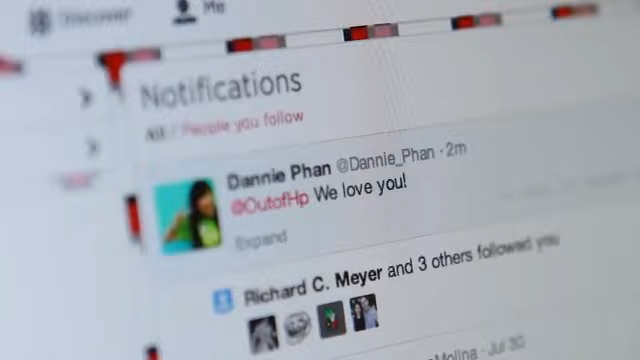 Discover
Me
Notifications
All / People you follow
Dannie Phan @Dannie_Phan · 2m
@OutofHp We love you!
Expand
Richard C. Meyer and 3 others followed you
Molina · Jul 30